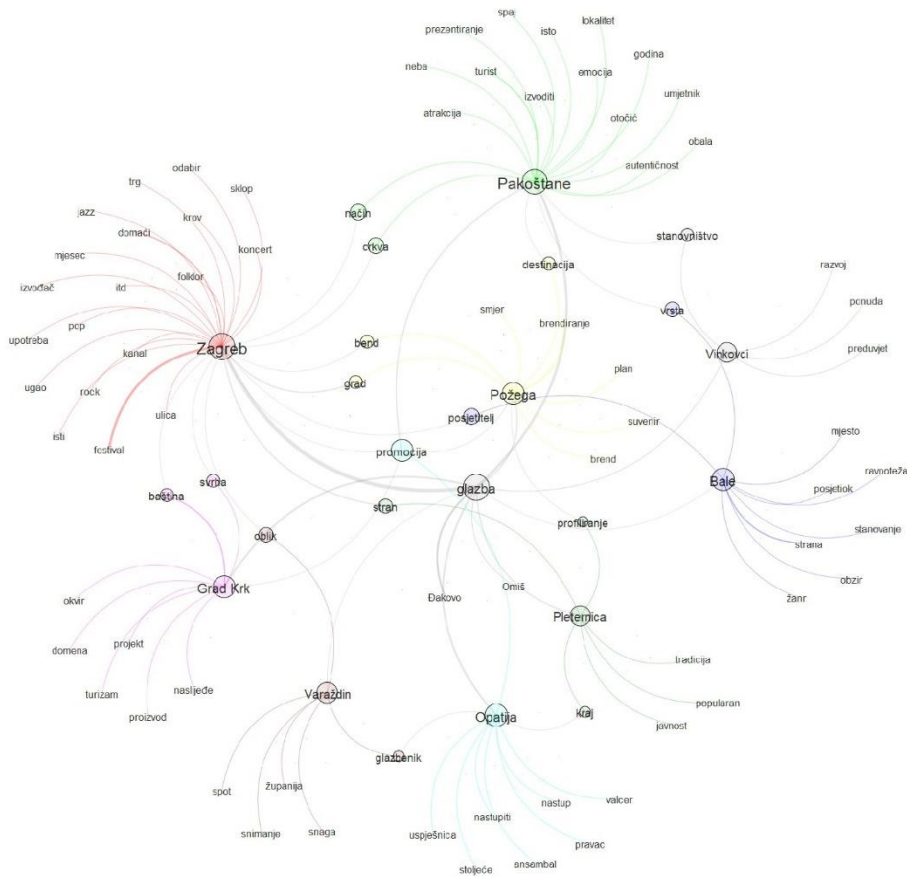 spaj
lokalitet
prezentiranje
isto
godina
neba
turist
emocija
izvoditi
umjetnik
atrakcija
otočić
obala
autentičnost
Pakoštane
odabir
trg
sklop
jazz
krov
domaći
koncert
način
crkva
stanovništvo
mjesec
folklor
destinacija
razvoj
izvođač
itd
smjer
vrsta
ponuda
upotreba
pop
brendiranje
Zagreb
bend
kanal
Vinkovci
preduvjet
ugao
rock
grad
plan
Požega
ulica
posjetitelj
suvenir
isti
festival
promocija
mjesto
brend
baština
svrha
glazba
Bale
ravnoteža
posjetiok
strah
profiliranje
stanovanje
oblik
strana
Grad Krk
Đakovo
Omiš
obzir
okvir
žanr
Pleternica
domena
projekt
tradicija
turizam
naslijeđe
Varaždin
popularan
proizvod
Opatija
kraj
javnost
glazbenik
spot
županija
nastup
valcer
snimanje
snaga
uspješnica
nastupiti
pravac
stoljeće
ansambal